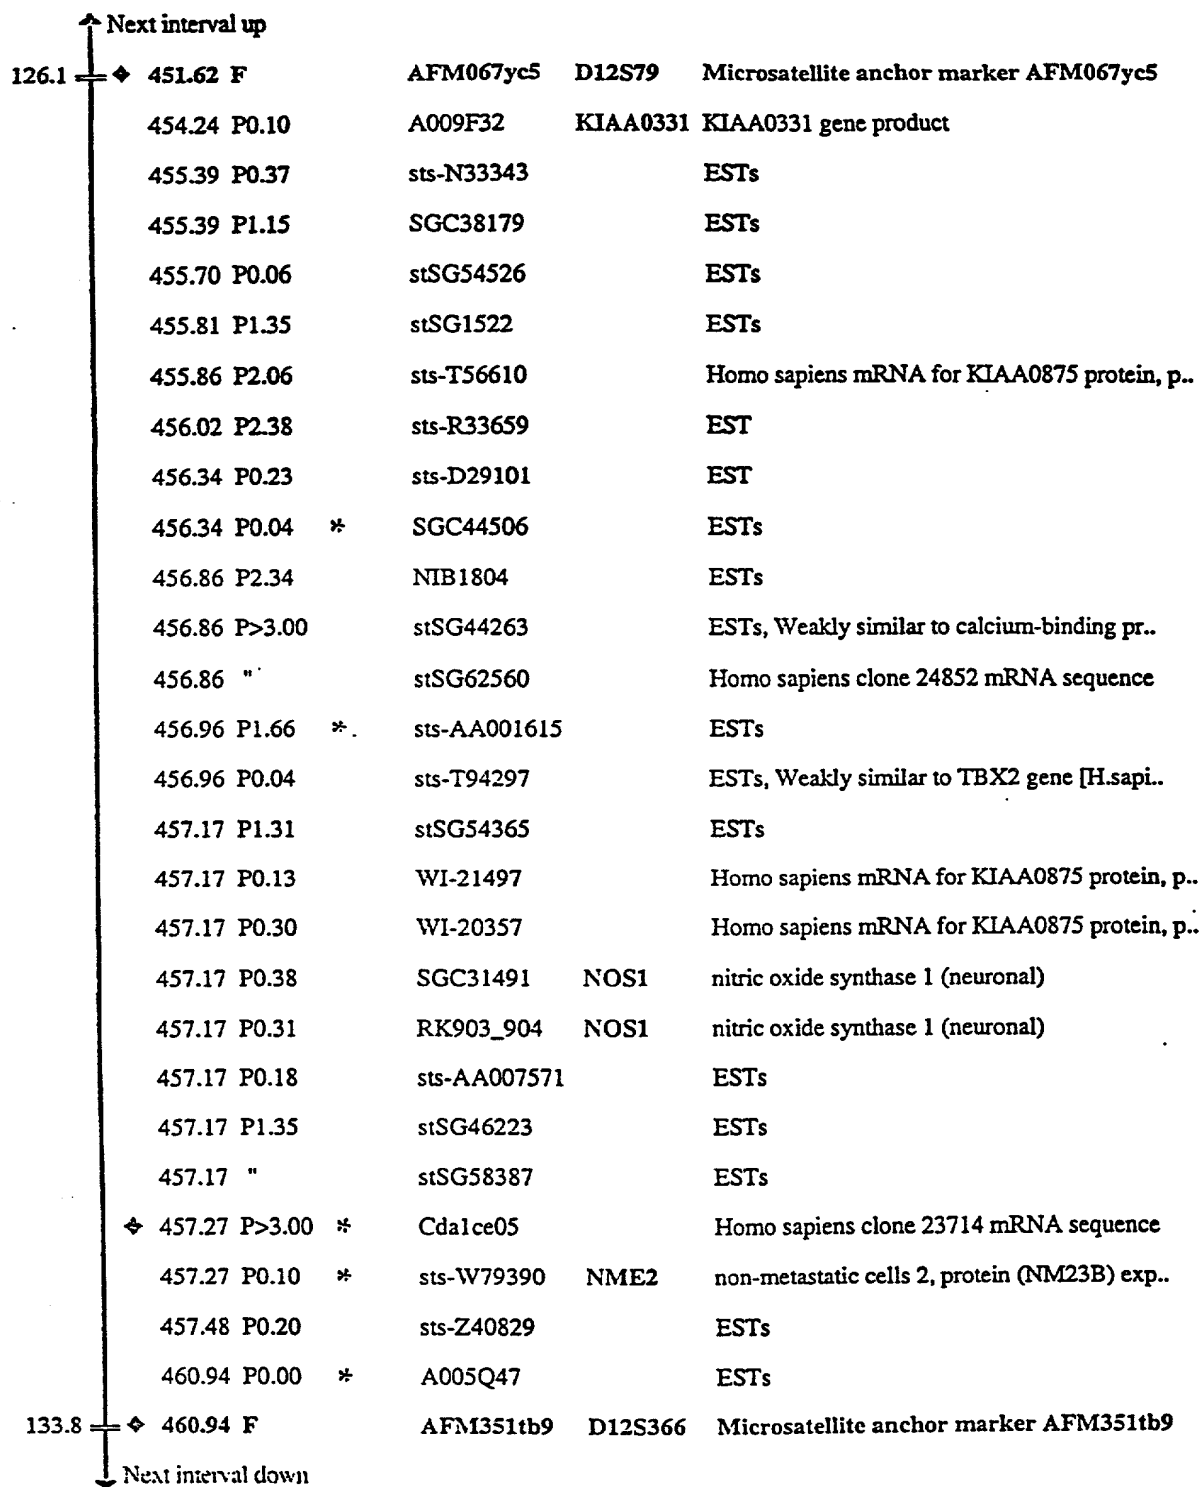 Next interval up
126.1 451.62 F AFM067yc5 D12S79 Microsatellite anchor marker AFM067yc5
454.24 P0.10 A009F32 KIAA0331 KIAA0331 gene product
455.39 P0.37 sts-N33343 ESTs
455.39 P1.15 SGC38179 ESTs
455.70 P0.06 stSG54526 ESTs
455.81 P1.35 stSG1522 ESTs
455.86 P2.06 sts-T56610 Homo sapiens mRNA for KIAA0875 protein, p..
456.02 P2.38 sts-R33659 EST
456.34 P0.23 sts-D29101 EST
456.34 P0.04 * SGC44506 ESTs
456.86 P2.34 NIB1804 ESTs
456.86 P>3.00 stSG44263 ESTs, Weakly similar to calcium-binding pr..
456.86 " stSG62560 Homo sapiens clone 24852 mRNA sequence
456.96 P1.66 * sts-AA001615 ESTs
456.96 P0.04 sts-T94297 ESTs, Weakly similar to TBX2 gene [H.sapi..
457.17 P1.31 stSG54365 ESTs
457.17 P0.13 WI-21497 Homo sapiens mRNA for KIAA0875 protein, p..
457.17 P0.30 WI-20357 Homo sapiens mRNA for KIAA0875 protein, p..
457.17 P0.38 SGC31491 NOS1 nitric oxide synthase 1 (neuronal)
457.17 P0.31 RK903_904 NOS1 nitric oxide synthase 1 (neuronal)
457.17 P0.18 sts-AA007571 ESTs
457.17 P1.35 stSG46223 ESTs
457.17 " stSG58387 ESTs
457.27 P>3.00 * Cda1ce05 Homo sapiens clone 23714 mRNA sequence
457.27 P0.10 * sts-W79390 NME2 non-metastatic cells 2, protein (NM23B) exp..
457.48 P0.20 sts-Z40829 ESTs
460.94 P0.00 * A005Q47 ESTs
133.8 460.94 F AFM351tb9 D12S366 Microsatellite anchor marker AFM351tb9
Next interval down